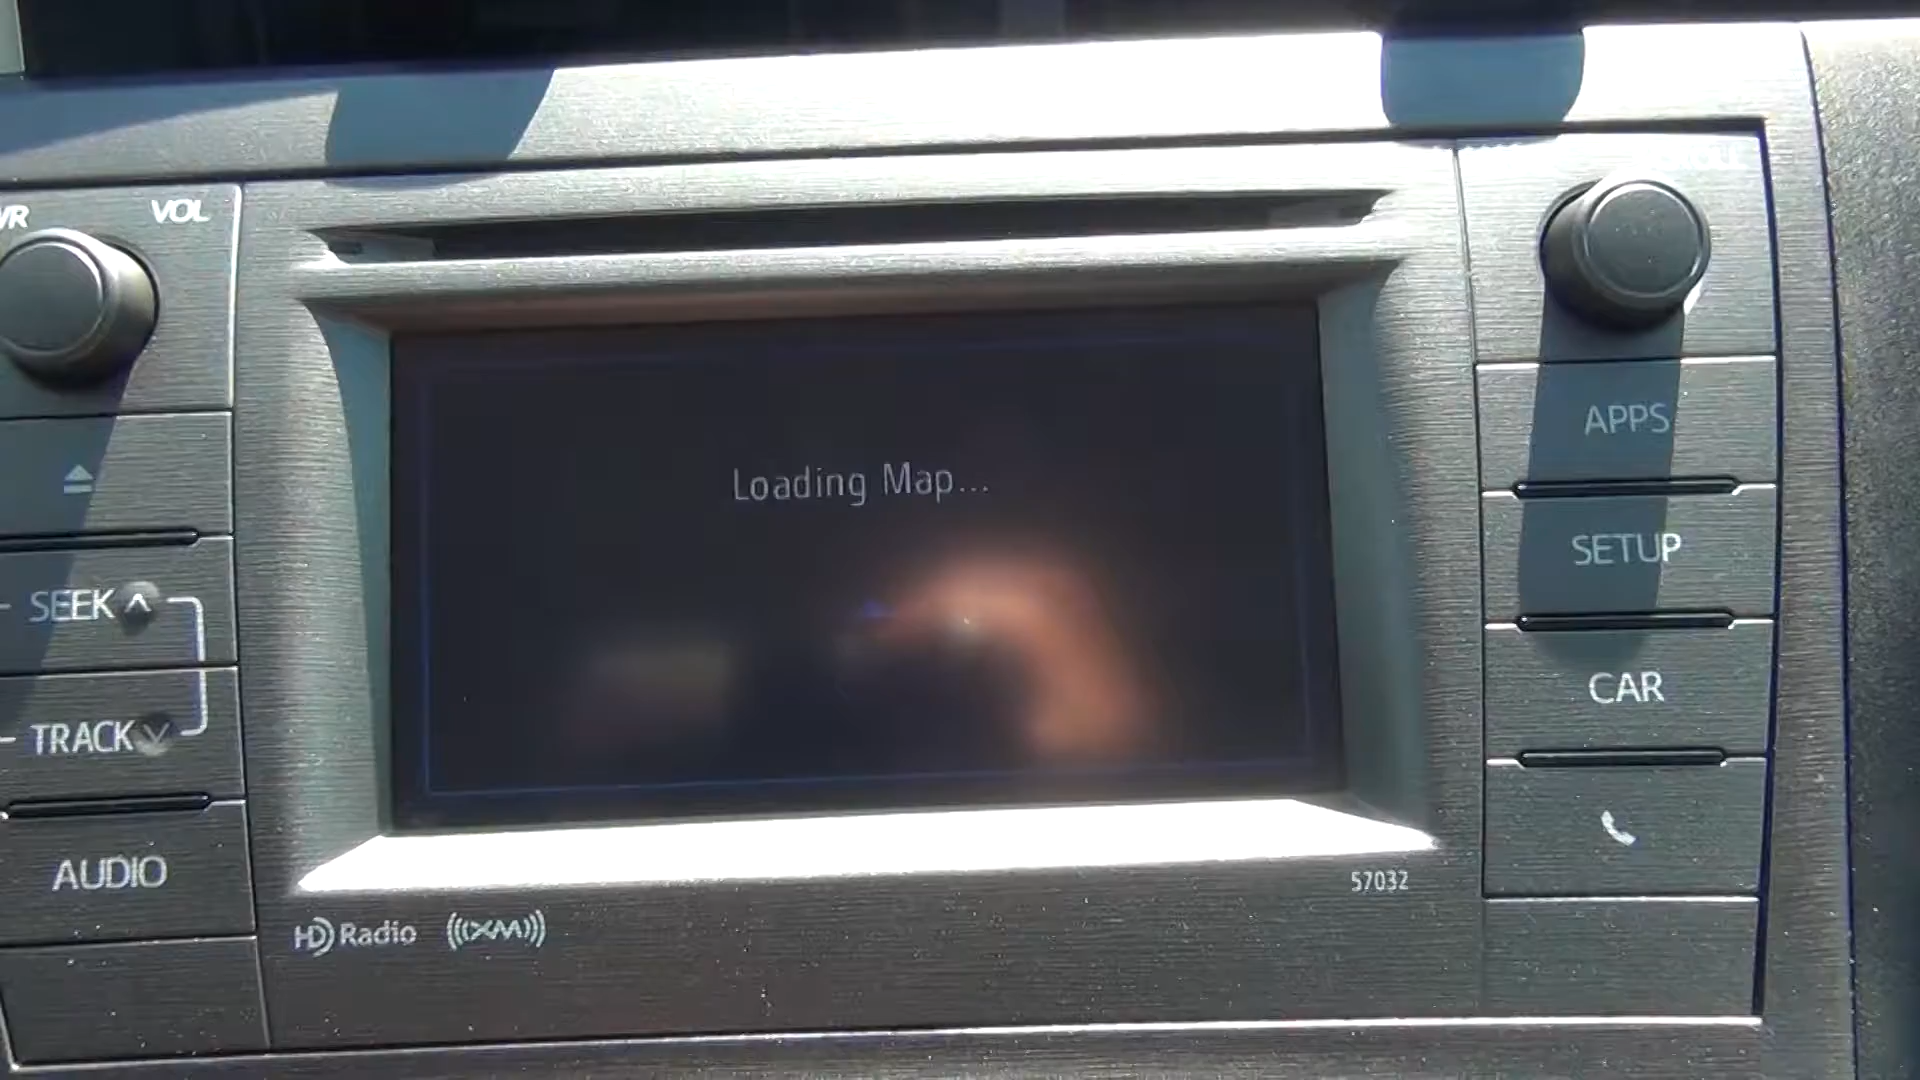 VOL
Loading Map...
APPS
SETUP
SEEK
CAR
TRACK
AUDIO
57032
HD Radio
((XM))